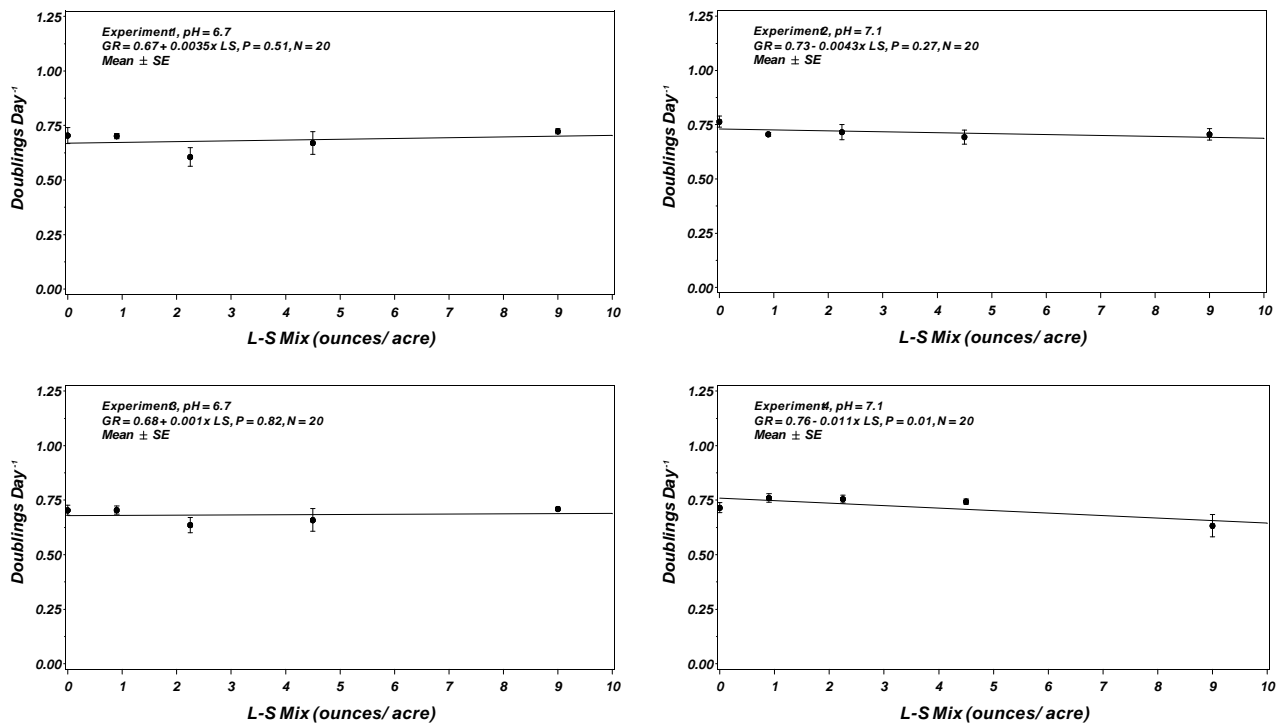 1.25
1.00
0.75
0.50
0.25
0.00
Doublings Day-1
Experiment1, pH = 6.7
GR = 0.67 + 0.0035x LS, P = 0.51, N = 20
Mean ± SE
0 1 2 3 4 5 6 7 8 9 10
L-S Mix (ounces/ acre)
1.25
1.00
0.75
0.50
0.25
0.00
Doublings Day-1
Experiment2, pH = 7.1
GR = 0.73 - 0.0043x LS, P = 0.27, N = 20
Mean ± SE
0 1 2 3 4 5 6 7 8 9 10
L-S Mix (ounces/ acre)
1.25
1.00
0.75
0.50
0.25
0.00
Doublings Day-1
Experiment3, pH = 6.7
GR = 0.68 + 0.001x LS, P = 0.82, N = 20
Mean ± SE
0 1 2 3 4 5 6 7 8 9 10
L-S Mix (ounces/ acre)
1.25
1.00
0.75
0.50
0.25
0.00
Doublings Day-1
Experiment4, pH = 7.1
GR = 0.76 - 0.011x LS, P = 0.01, N = 20
Mean ± SE
0 1 2 3 4 5 6 7 8 9 10
L-S Mix (ounces/ acre)